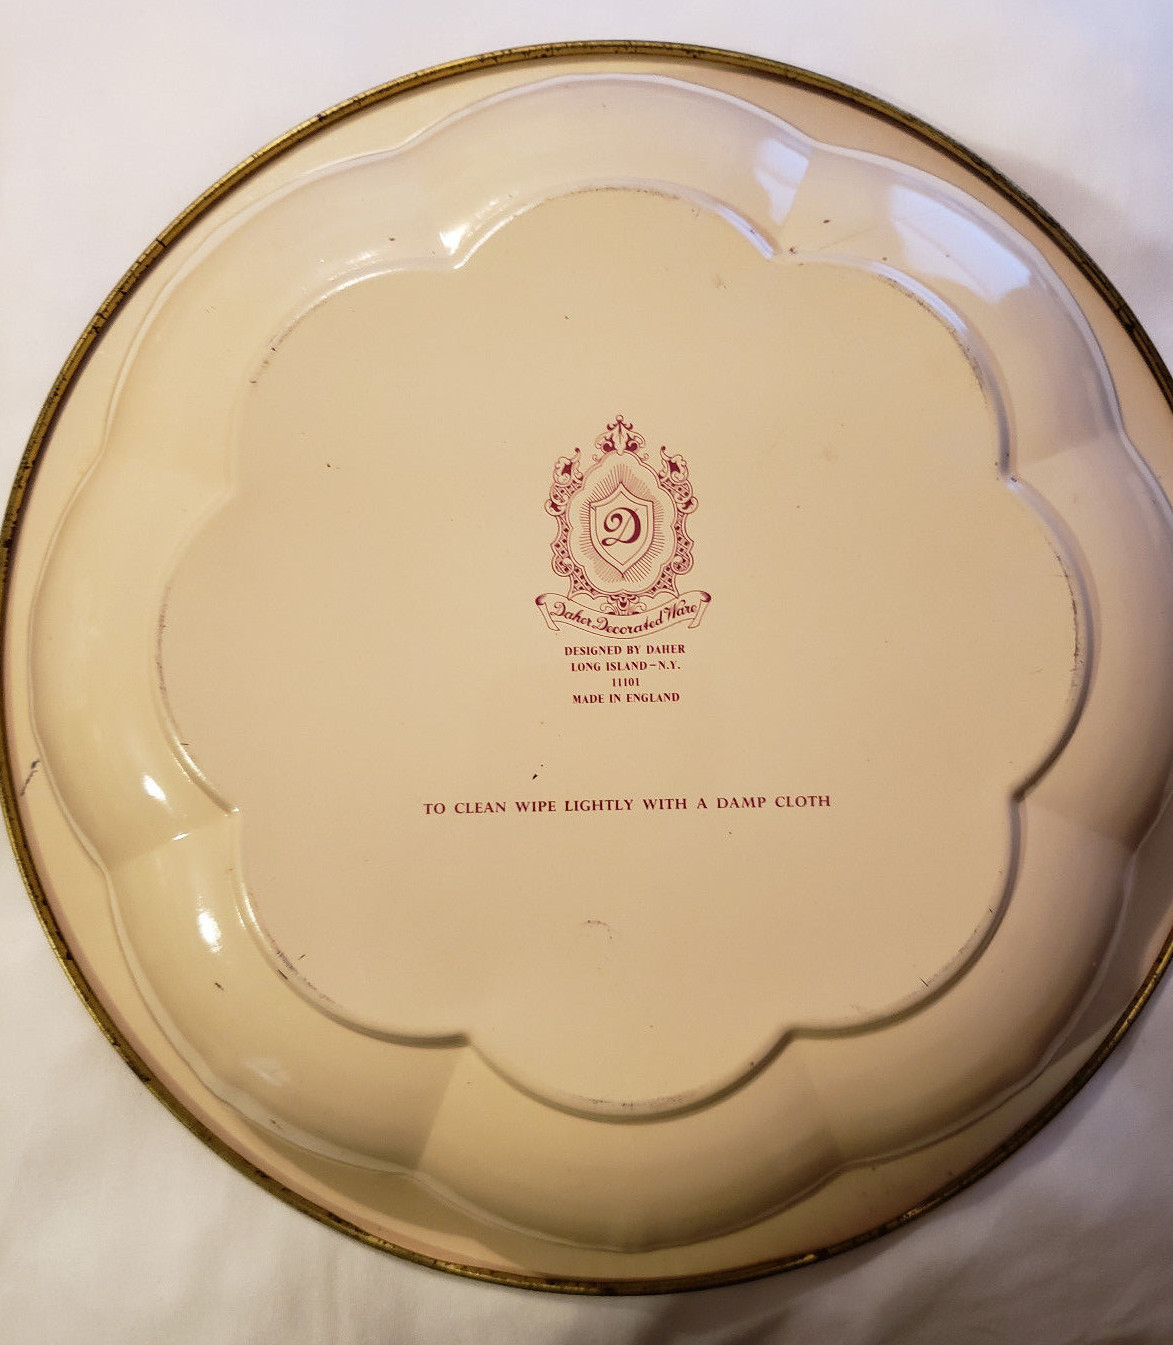 D
Daher Decorated Ware
DESIGNED BY DAHER
LONG ISLAND-N.Y.
11101
MADE IN ENGLAND
TO CLEAN WIPE LIGHTLY WITH A DAMP CLOTH